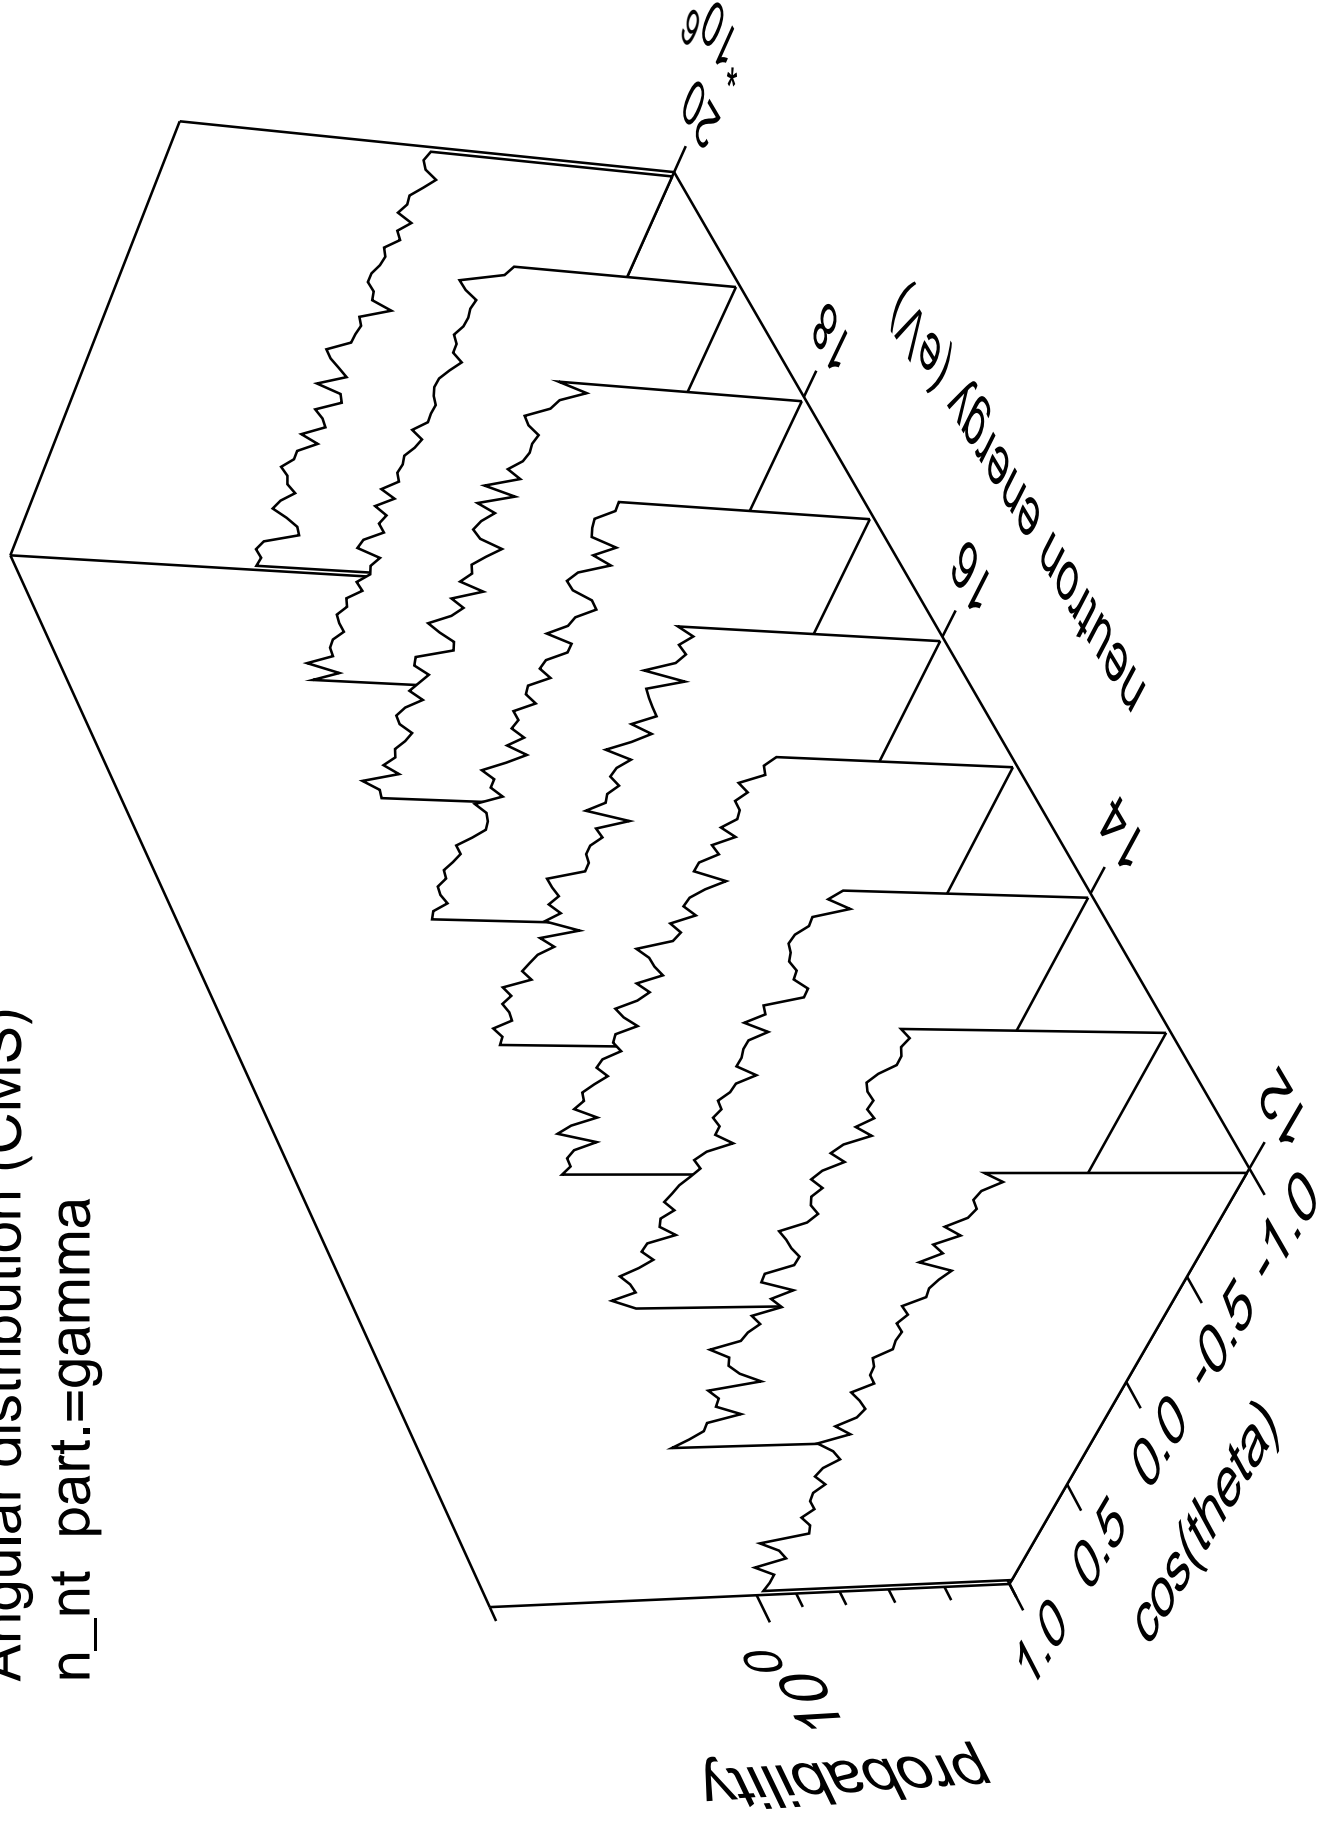 Angular distribution (CMS)
n_nt part.=gamma
probability
10^0
1.0 0.5 0.0 -0.5 -1.0
cos(theta)
12 14 16 18 20 *10^6
neutron energy (eV)